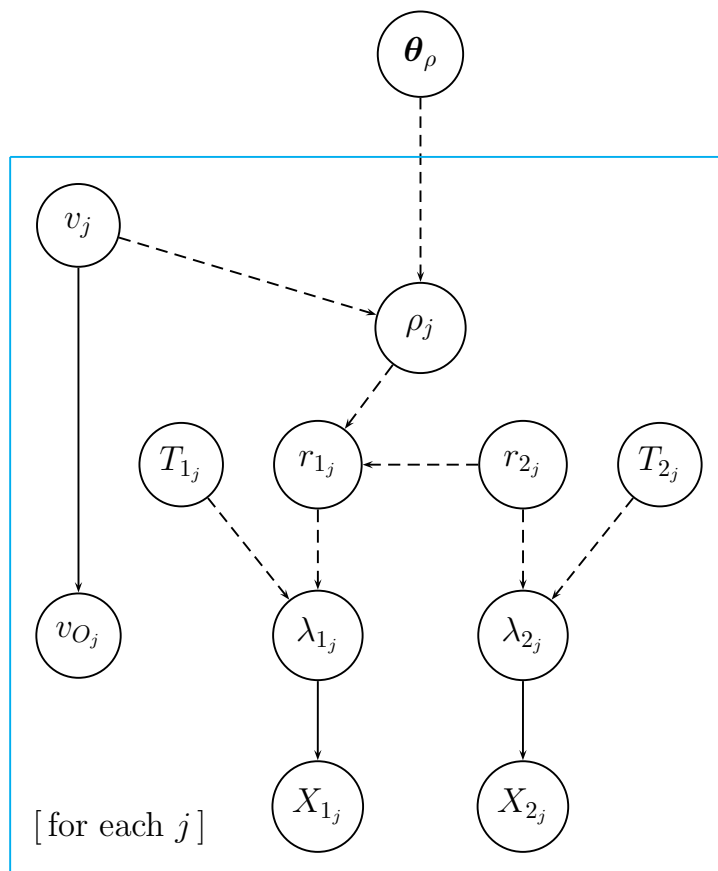 θ_ρ
v_j
ρ_j
T_{1_j} r_{1_j} r_{2_j} T_{2_j}
v_{O_j} λ_{1_j} λ_{2_j}
X_{1_j} X_{2_j}
[ for each j ]